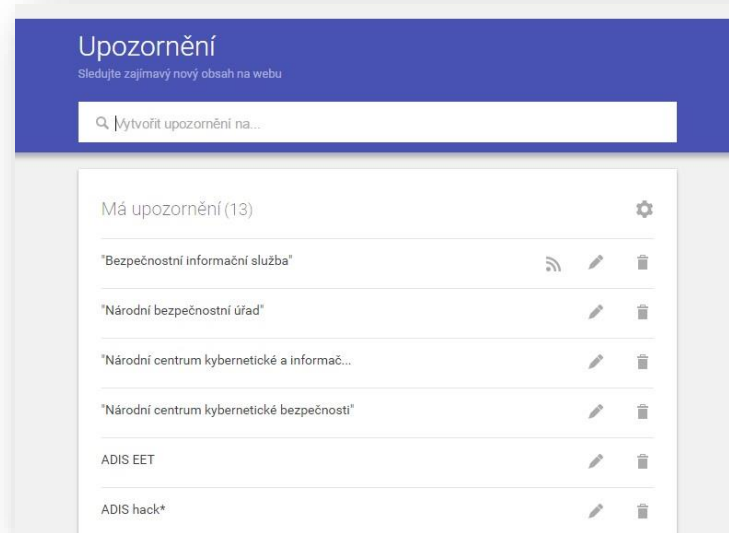 Upozornění
Sledujte zajímavý nový obsah na webu
Vytvořit upozornění na...
Má upozornění (13)
"Bezpečnostní informační služba"
"Národní bezpečnostní úřad"
"Národní centrum kybernetické a informač...
"Národní centrum kybernetické bezpečnosti"
ADIS EET
ADIS hack*